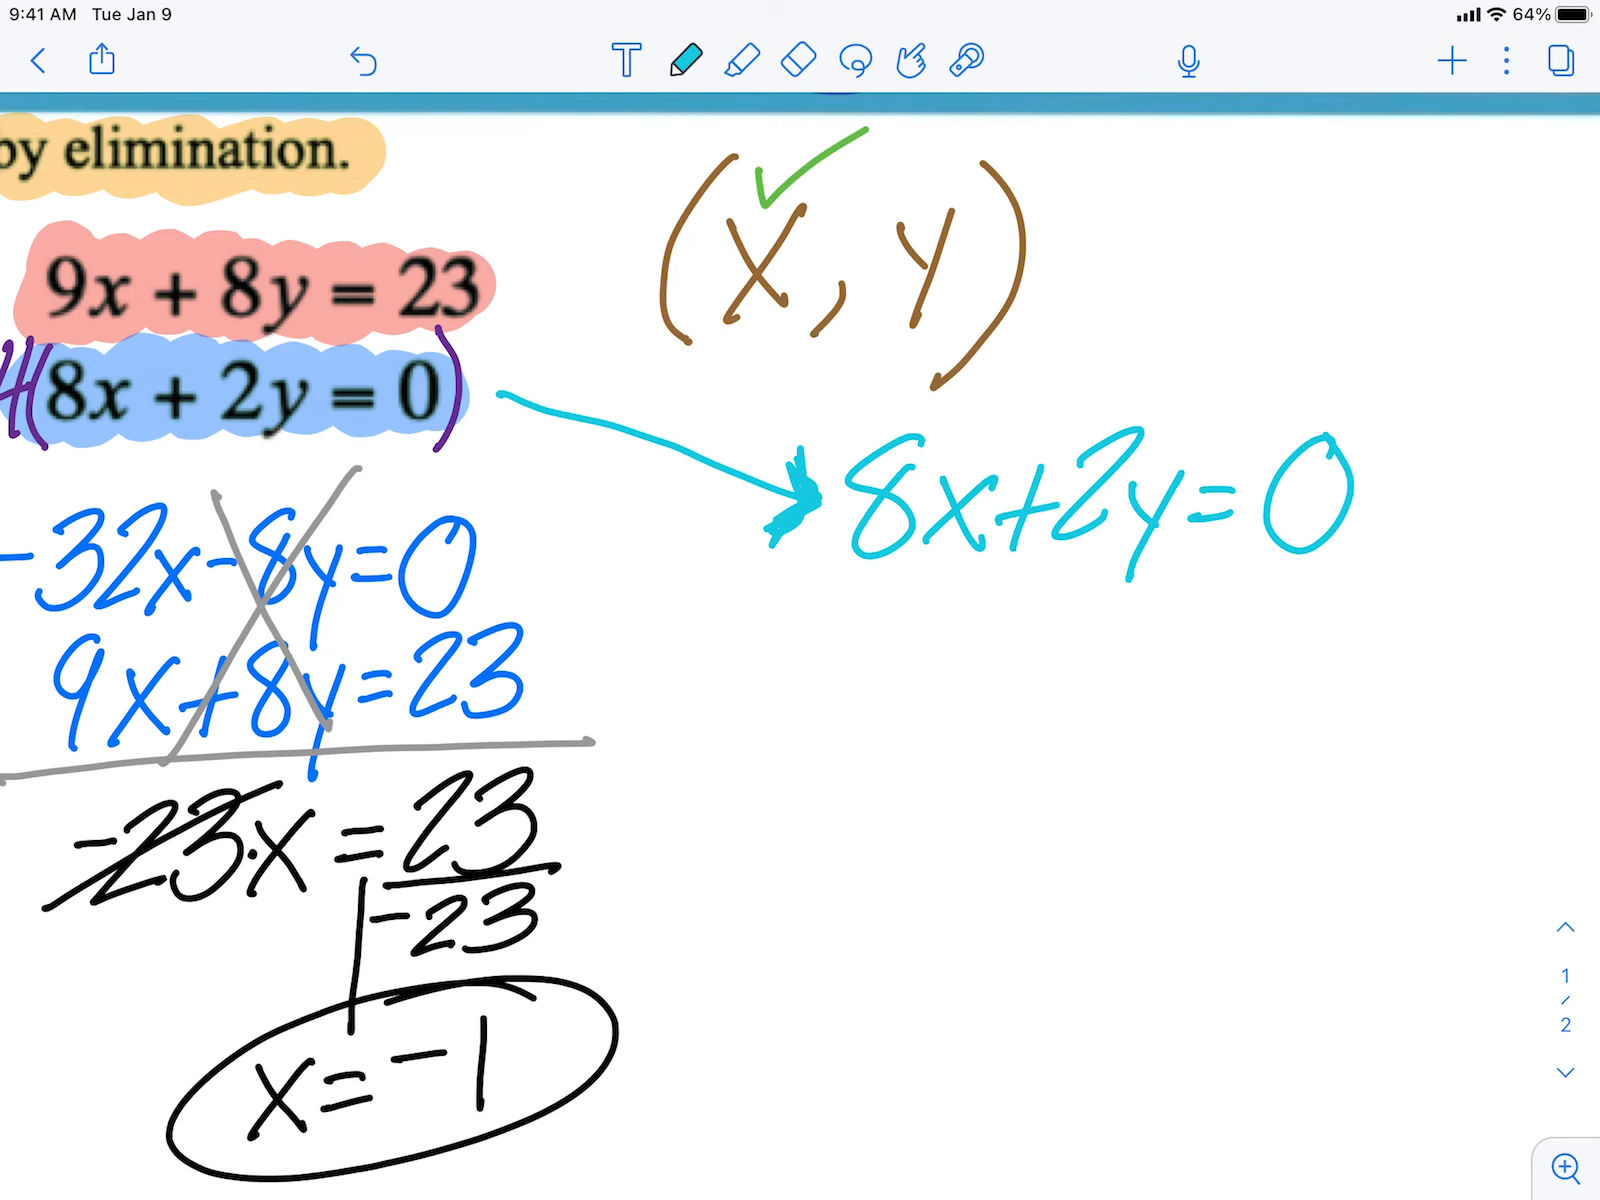 9:41 AM Tue Jan 9
64%
by elimination.
9x + 8y = 23
4(8x + 2y = 0)
(x, y)
8x+2y=0
-32x-8y=0
9x+8y=23
-23·x = 23
-23
x=-1
1
/
2